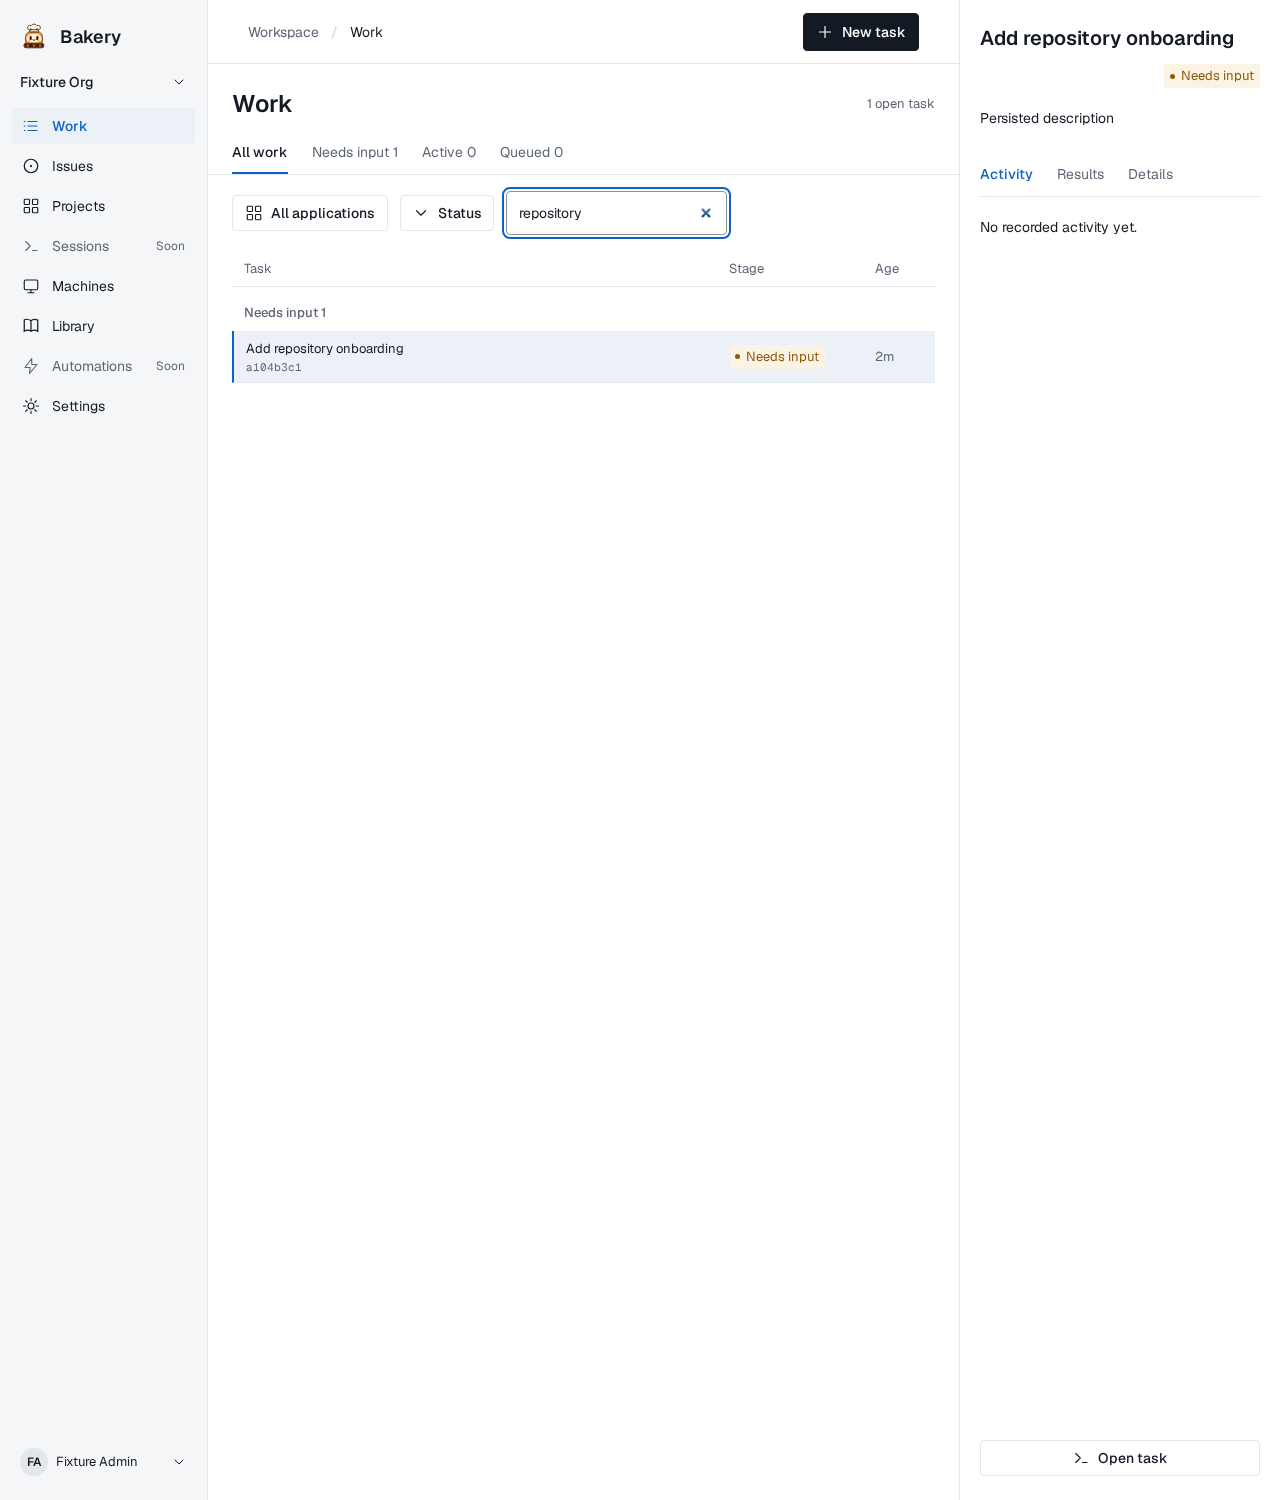 Bakery
Fixture Org
Work
Issues
Projects
Sessions Soon
Machines
Library
Automations Soon
Settings
FA Fixture Admin
Workspace / Work
New task
Work
1 open task
All work Needs input 1 Active 0 Queued 0
All applications Status repository
Task Stage Age
Needs input 1
Add repository onboarding Needs input 2m
a104b3c1
Add repository onboarding
Needs input
Persisted description
Activity Results Details
No recorded activity yet.
Open task